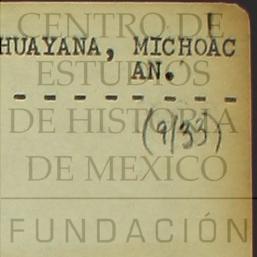 CENTRO DE
HUAYANA, MICHOAC
AN.
ESTUDIOS
- - - - - - - - -
DE HISTORIA
(9/33)
DE MEXICO
FUNDACIÓN